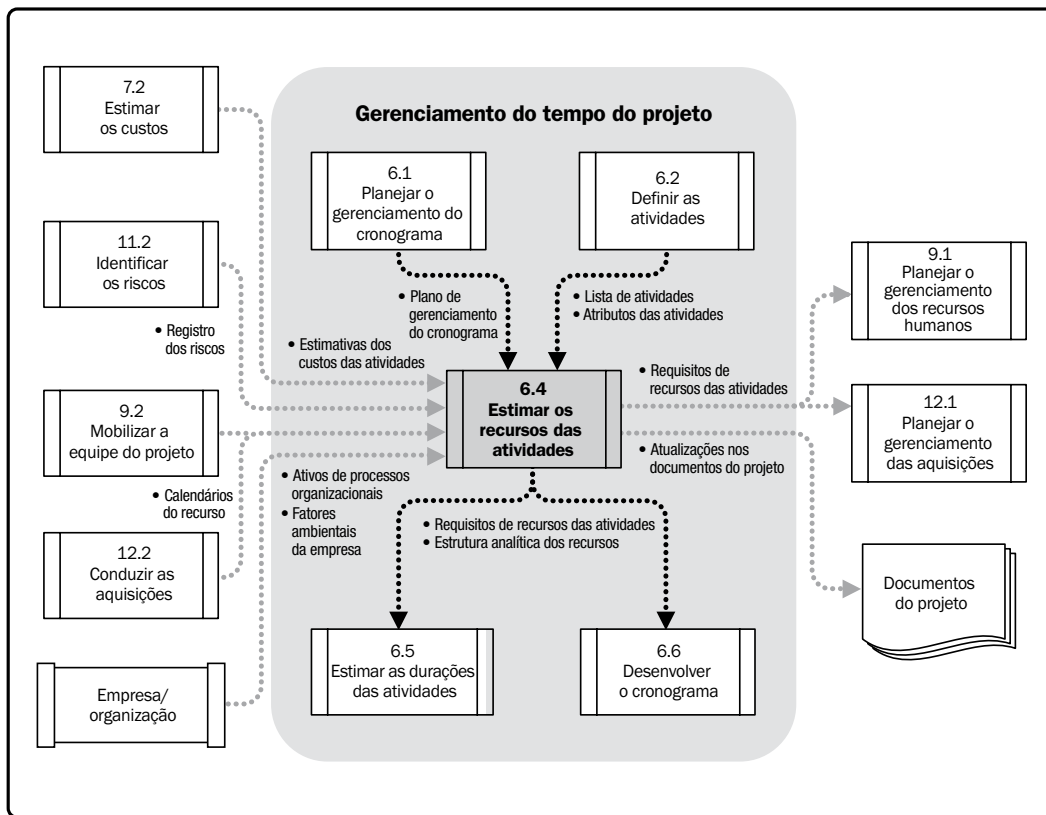 Gerenciamento do tempo do projeto
7.2
Estimar
os custos
11.2
Identificar
os riscos
• Registro
dos riscos
9.2
Mobilizar a
equipe do projeto
• Calendários
do recurso
12.2
Conduzir as
aquisições
Empresa/
organização
6.1
Planejar o
gerenciamento do
cronograma
6.2
Definir as
atividades
• Plano de
gerenciamento
do cronograma
• Lista de atividades
• Atributos das atividades
• Estimativas dos
custos das atividades
6.4
Estimar os
recursos das
atividades
• Requisitos de
recursos das atividades
• Atualizações nos
documentos do projeto
• Ativos de processos
organizacionais
• Fatores
ambientais
da empresa
• Requisitos de recursos das atividades
• Estrutura analítica dos recursos
6.5
Estimar as durações
das atividades
6.6
Desenvolver
o cronograma
9.1
Planejar o
gerenciamento
dos recursos
humanos
12.1
Planejar o
gerenciamento
das aquisições
Documentos
do projeto